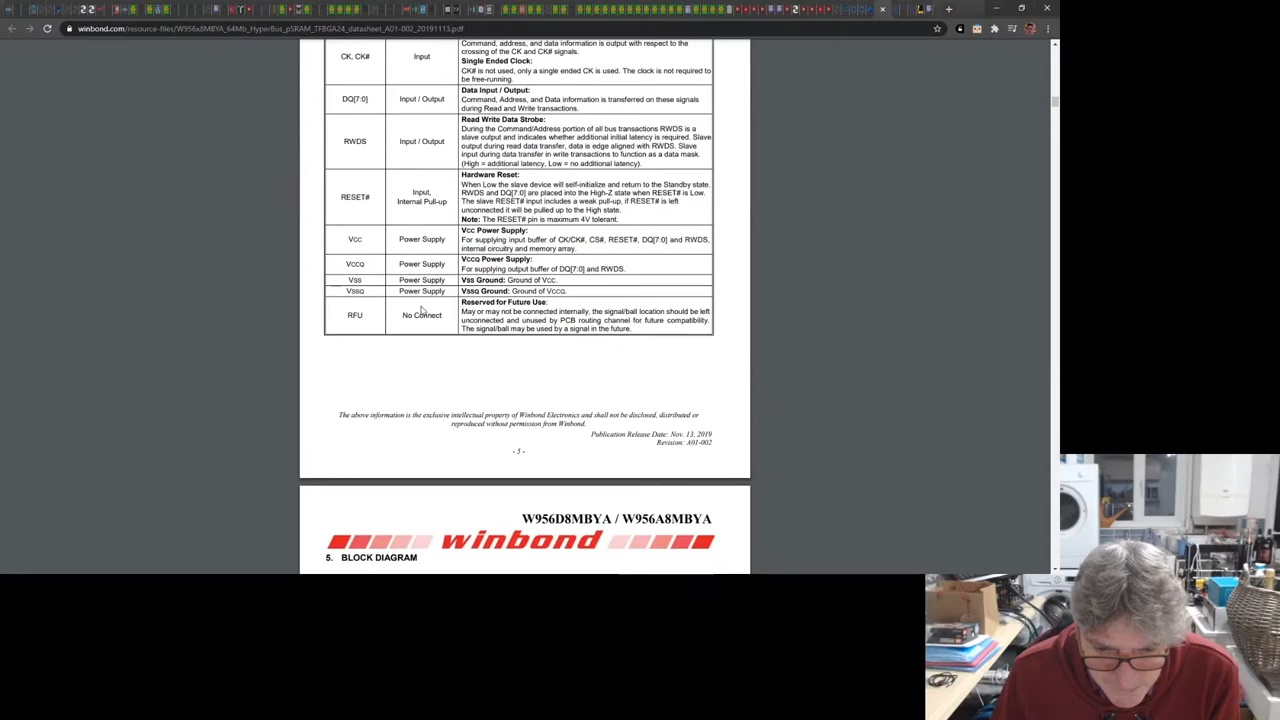 winbond.com/resource-files/W956x8MBYA_64Mb_HyperBus_pSRAM_TFBGA24_datasheet_A01-002_20191113.pdf
Command, address, and data information is output with respect to the
crossing of the CK and CK# signals.
CK, CK#
Input
Single Ended Clock:
CK# is not used, only a single ended CK is used. The clock is not required to
be free-running.
DQ[7:0]
Input / Output
Data Input / Output:
Command, Address, and Data information is transferred on these signals
during Read and Write transactions.
RWDS
Input / Output
Read Write Data Strobe:
During the Command/Address portion of all bus transactions RWDS is a
slave output and indicates whether additional initial latency is required. Slave
output during read data transfer, data is edge aligned with RWDS. Slave
input during data transfer in write transactions to function as a data mask.
(High = additional latency, Low = no additional latency).
RESET#
Input,
Internal Pull-up
Hardware Reset:
When Low the slave device will self-initialize and return to the Standby state.
RWDS and DQ[7:0] are placed into the High-Z state when RESET# is Low.
The slave RESET# input includes a weak pull-up, if RESET# is left
unconnected it will be pulled up to the High state.
Note: The RESET# pin is maximum 4V tolerant.
VCC
Power Supply
VCC Power Supply:
For supplying input buffer of CK/CK#, CS#, RESET#, DQ[7:0] and RWDS,
internal circuitry and memory array.
VCCQ
Power Supply
VCCQ Power Supply:
For supplying output buffer of DQ[7:0] and RWDS.
VSS
Power Supply
VSS Ground: Ground of VCC.
VSSQ
Power Supply
VSSQ Ground: Ground of VCCQ.
RFU
No Connect
Reserved for Future Use:
May or may not be connected internally, the signal/ball location should be left
unconnected and unused by PCB routing channel for future compatibility.
The signal/ball may be used by a signal in the future.
The above information is the exclusive intellectual property of Winbond Electronics and shall not be disclosed, distributed or
reproduced without permission from Winbond.
Publication Release Date: Nov. 13, 2019
Revision: A01-002
- 5 -
W956D8MBYA / W956A8MBYA
winbond
5. BLOCK DIAGRAM